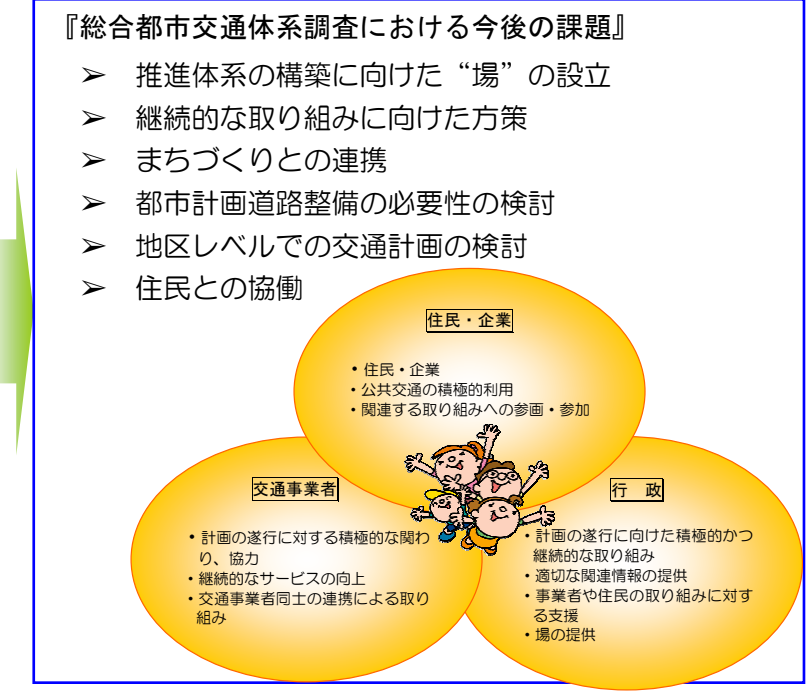 『総合都市交通体系調査における今後の課題』
➢ 推進体系の構築に向けた“場”の設立
➢ 継続的な取り組みに向けた方策
➢ まちづくりとの連携
➢ 都市計画道路整備の必要性の検討
➢ 地区レベルでの交通計画の検討
➢ 住民との協働
住民・企業
・住民・企業
・公共交通の積極的利用
・関連する取り組みへの参画・参加
交通事業者
・計画の遂行に対する積極的な関わ
り、協力
・継続的なサービスの向上
・交通事業者同士の連携による取り
組み
行 政
・計画の遂行に向けた積極的かつ
継続的な取り組み
・適切な関連情報の提供
・事業者や住民の取り組みに対す
る支援
・場の提供